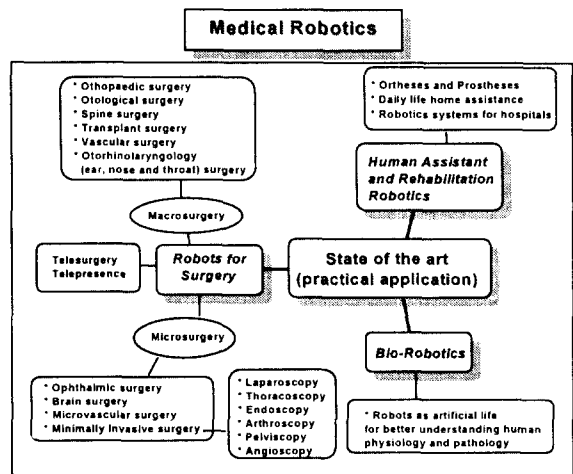 Medical Robotics
* Othopaedic surgery
* Otological surgery
* Spine surgery
* Transplant surgery
* Vascular surgery
* Otorhinolaryngology
(ear, nose and throat) surgery
* Ortheses and Prostheses
* Daily life home assistance
* Robotics systems for hospitals
Human Assistant
and Rehabilitation
Robotics
Macrosurgery
Telesurgery
Telepresence
Robots for
Surgery
State of the art
(practical application)
Microsurgery
Bio-Robotics
* Ophthalmic surgery
* Brain surgery
* Microvascular surgery
* Minimally Invasive surgery
* Laparoscopy
* Thoracoscopy
* Endoscopy
* Arthroscopy
* Pelviscopy
* Angioscopy
* Robots as artificial life
for better understanding human
physiology and pathology